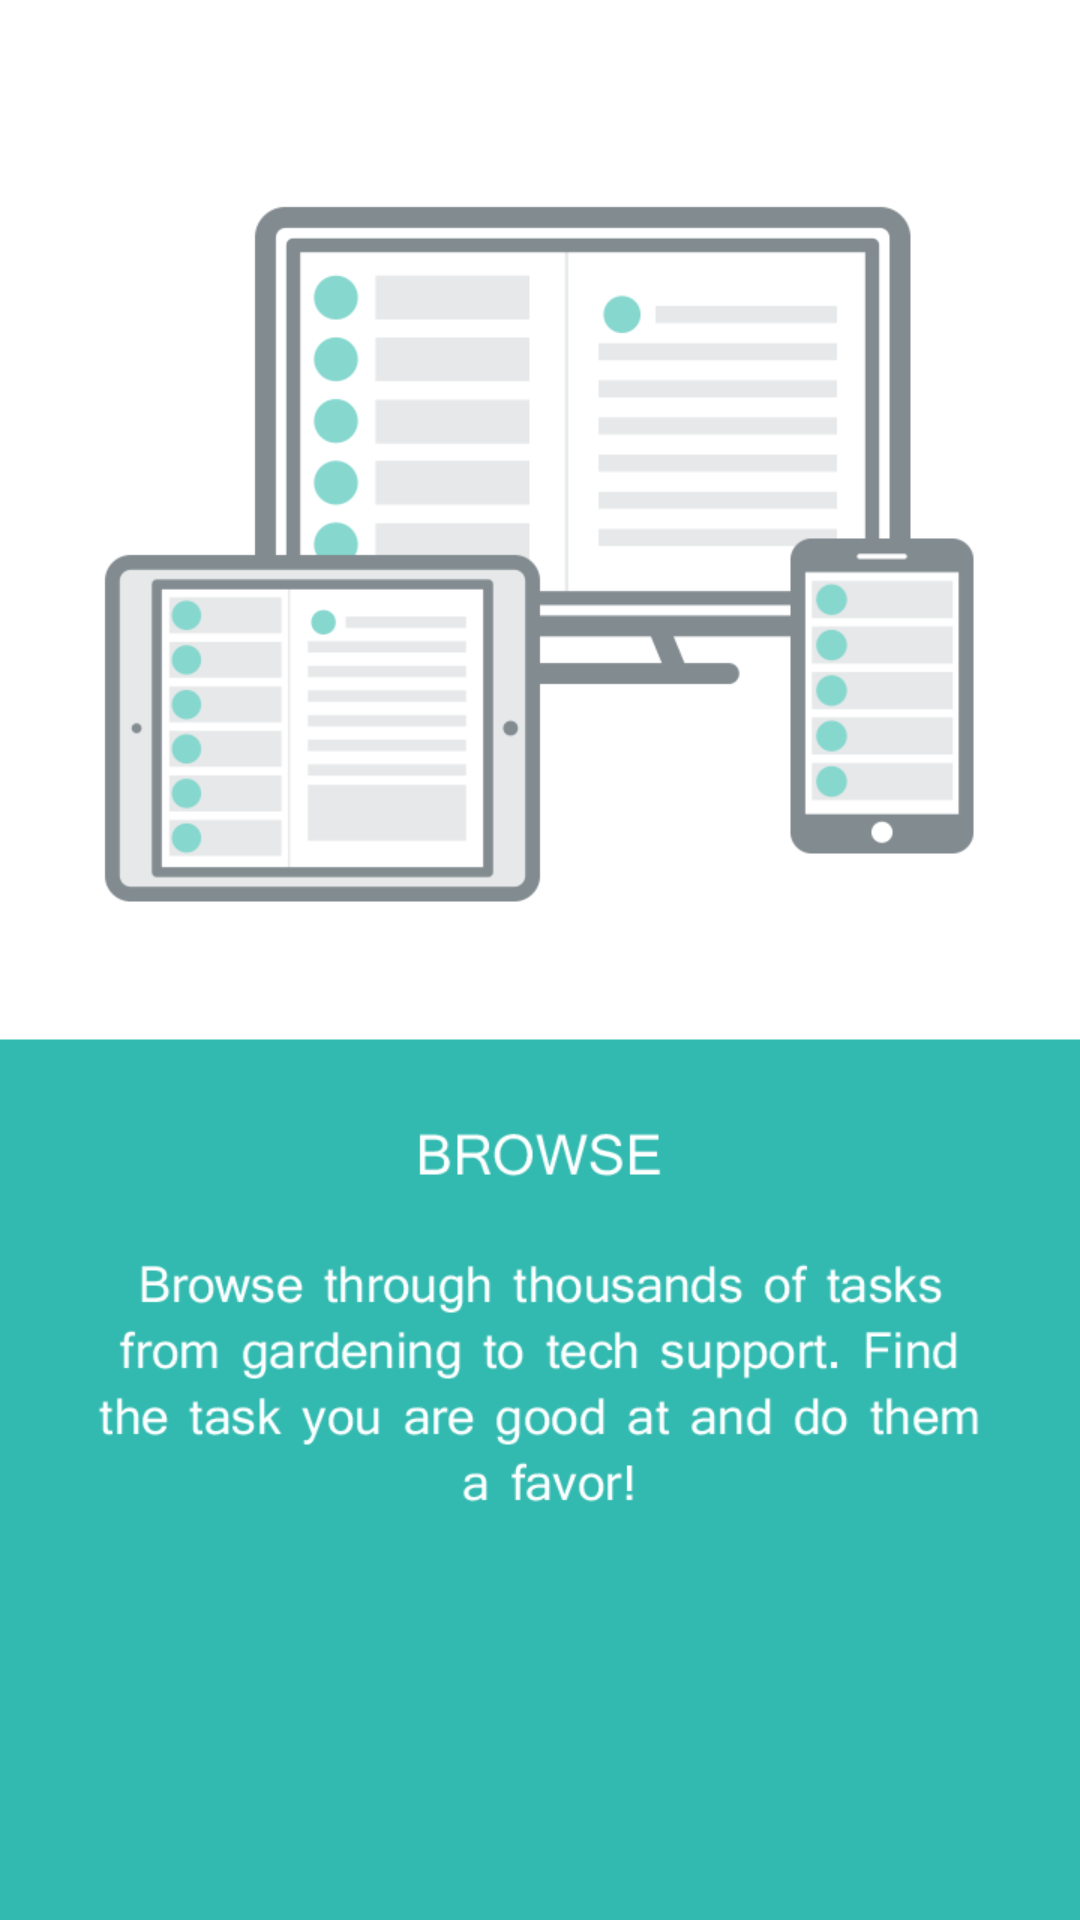 BROWSE
Browse through thousands of tasks
from gardening to tech support. Find
the task you are good at and do them
a favor!